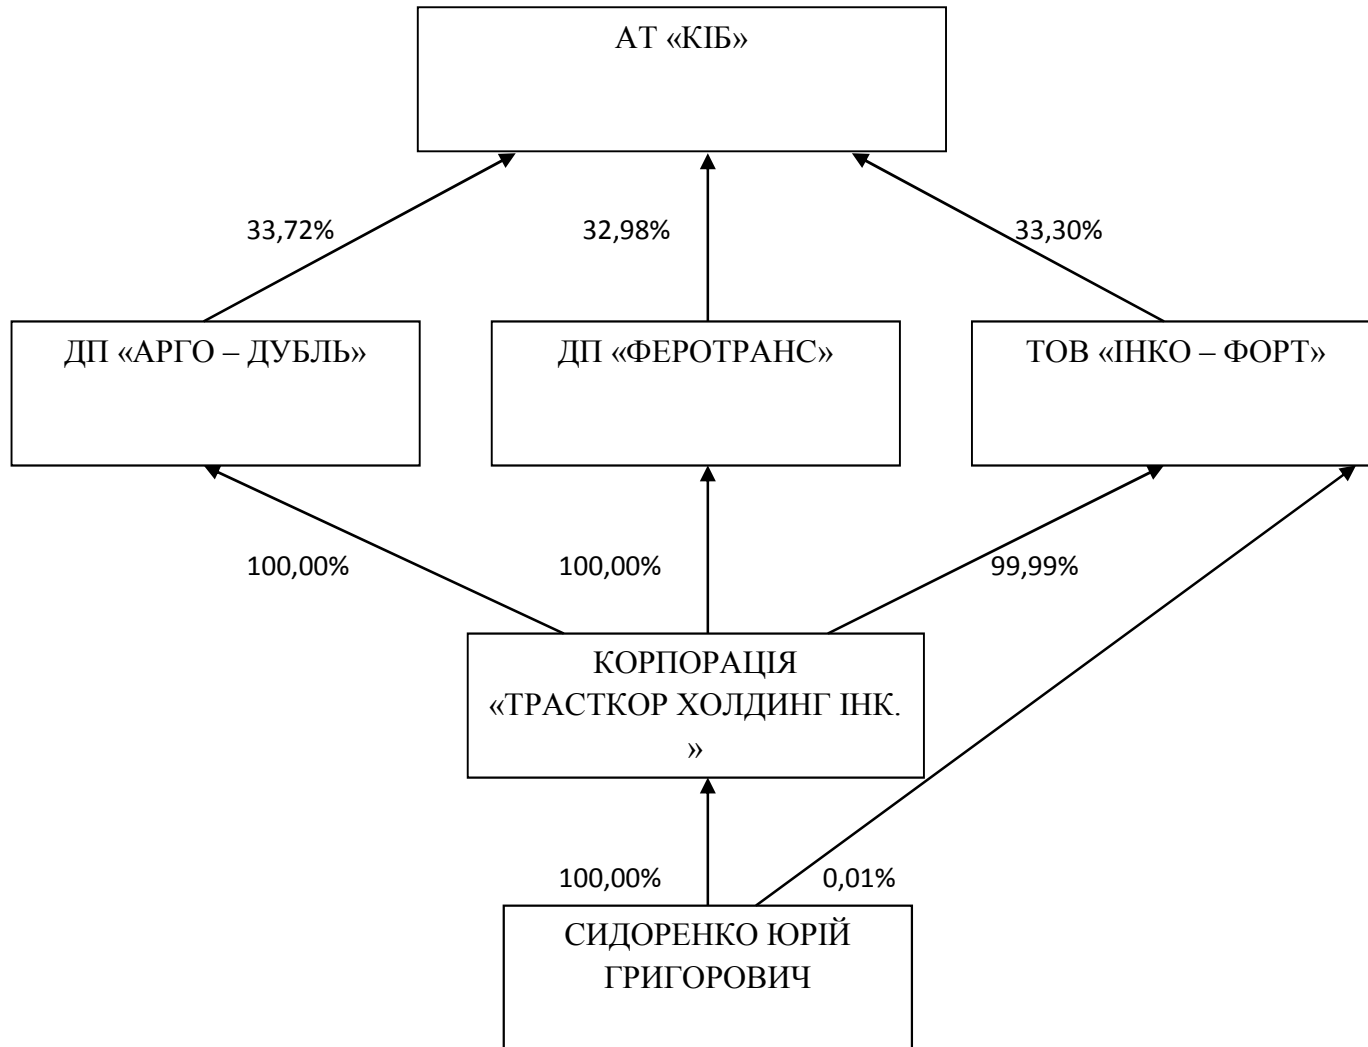 АТ «КІБ»
33,72%
32,98%
33,30%
ДП «АРГО – ДУБЛЬ»
ДП «ФЕРОТРАНС»
ТОВ «ІНКО – ФОРТ»
100,00%
100,00%
99,99%
КОРПОРАЦІЯ
«ТРАСТКОР ХОЛДИНГ ІНК.
»
100,00%
0,01%
СИДОРЕНКО ЮРІЙ
ГРИГОРОВИЧ